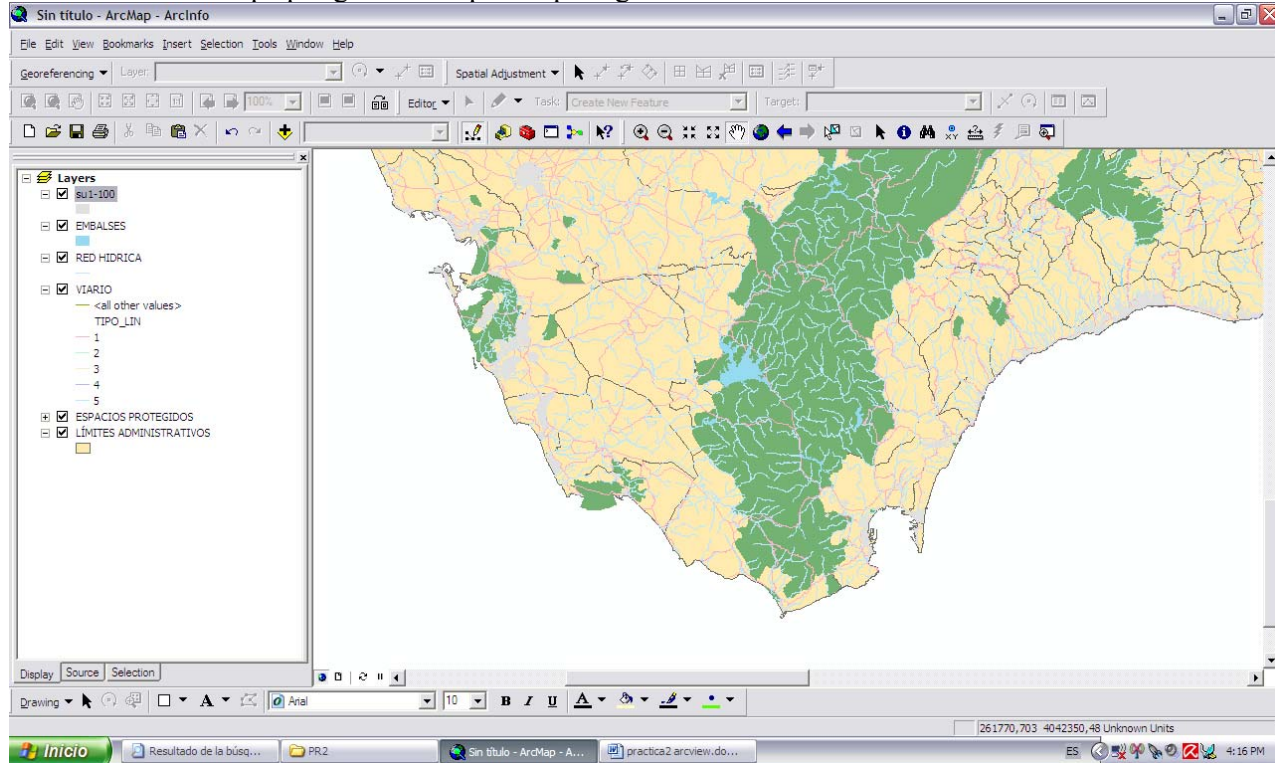 Sin título - ArcMap - ArcInfo
File Edit View Bookmarks Insert Selection Tools Window Help
Georeferencing Layer: Spatial Adjustment
100% Editor Task: Create New Feature Target:
Layers
su1-100
EMBALSES
RED HIDRICA
VIARIO
<all other values>
TIPO_LIN
1
2
3
4
5
ESPACIOS PROTEGIDOS
LÍMITES ADMINISTRATIVOS
Display Source Selection
Drawing A Arial 10 B I U A
261770,703 4042350,48 Unknown Units
Inicio Resultado de la búsq... PR2 Sin título - ArcMap - A... practica2 arcview.do... ES 4:16 PM